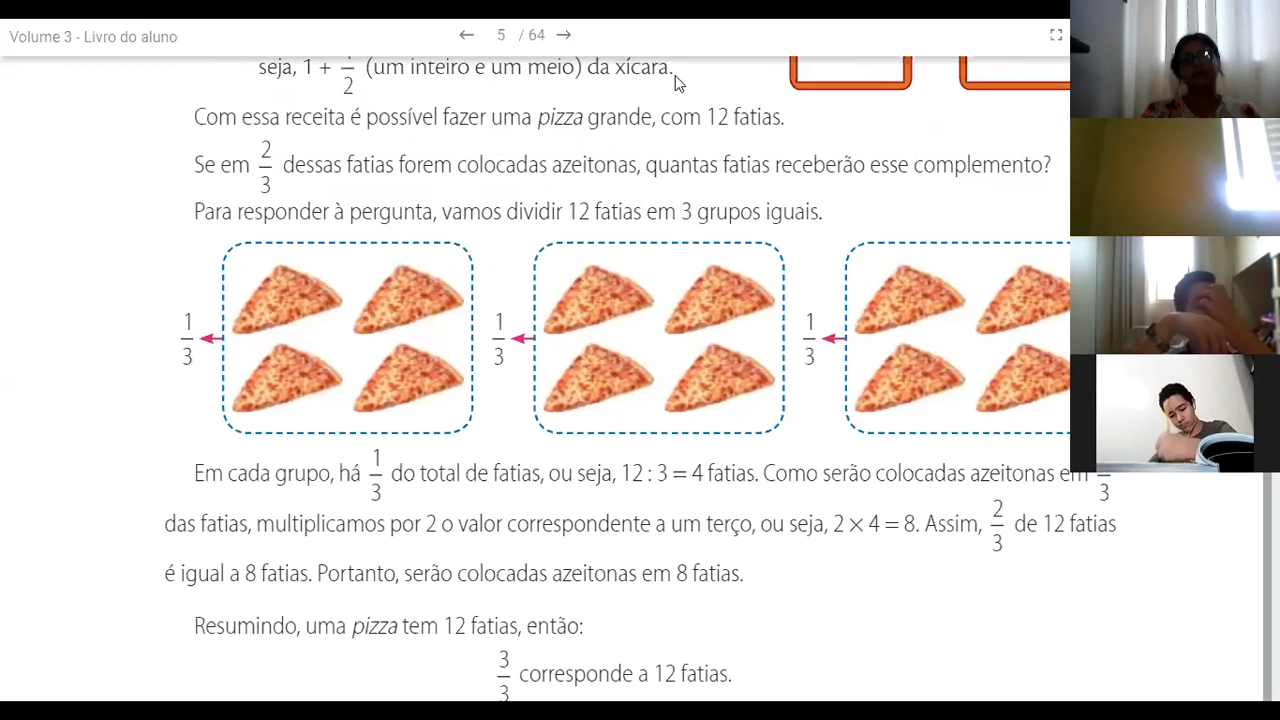 Volume 3 - Livro do aluno
5 / 64
seja, 1 + 1/2 (um inteiro e um meio) da xícara.
Com essa receita é possível fazer uma pizza grande, com 12 fatias.
Se em 2/3 dessas fatias forem colocadas azeitonas, quantas fatias receberão esse complemento?
Para responder à pergunta, vamos dividir 12 fatias em 3 grupos iguais.
1/3 1/3 1/3
Em cada grupo, há 1/3 do total de fatias, ou seja, 12 : 3 = 4 fatias. Como serão colocadas azeitonas em 3
das fatias, multiplicamos por 2 o valor correspondente a um terço, ou seja, 2 × 4 = 8. Assim, 2/3 de 12 fatias
é igual a 8 fatias. Portanto, serão colocadas azeitonas em 8 fatias.
Resumindo, uma pizza tem 12 fatias, então:
3/3 corresponde a 12 fatias.